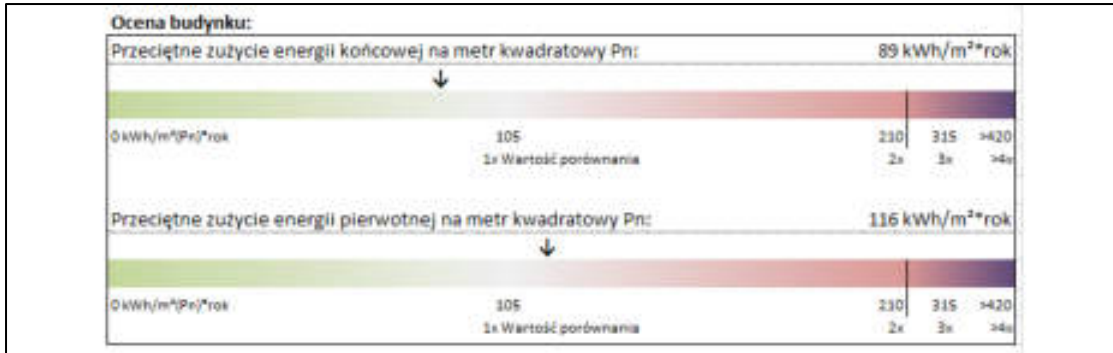 Ocena budynku:
Przeciętne zużycie energii końcowej na metr kwadratowy Pn: 89 kWh/m²*rok
0 kWh/m²(Pn)*rok 105 210 315 >420
1x Wartość porównania 2x 3x >4x
Przeciętne zużycie energii pierwotnej na metr kwadratowy Pn: 116 kWh/m²*rok
0 kWh/m²(Pn)*rok 105 210 315 >420
1x Wartość porównania 2x 3x >4x